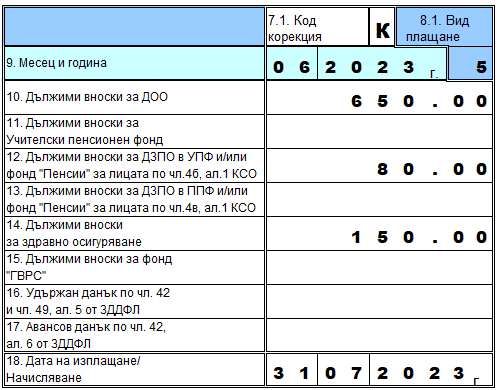 7.1. Код корекция К 8.1. Вид плащане
9. Месец и година 0 6 2 0 2 3 г. 5
10. Дължими вноски за ДОО 6 5 0 . 0 0
11. Дължими вноски за
Учителски пенсионен фонд
12. Дължими вноски за ДЗПО в УПФ и/или
фонд "Пенсии" за лицата по чл.4б, ал.1 КСО 8 0 . 0 0
13. Дължими вноски за ДЗПО в ППФ и/или
фонд "Пенсии" за лицата по чл.4в, ал.1 КСО
14. Дължими вноски
за здравно осигуряване 1 5 0 . 0 0
15. Дължими вноски за фонд
"ГВРС"
16. Удържан данък по чл. 42
и чл. 49, ал. 5 от ЗДДФЛ
17. Авансов данък по чл. 42,
ал. 6 от ЗДДФЛ
18. Дата на изплащане/
Начисляване 3 1 0 7 2 0 2 3 г